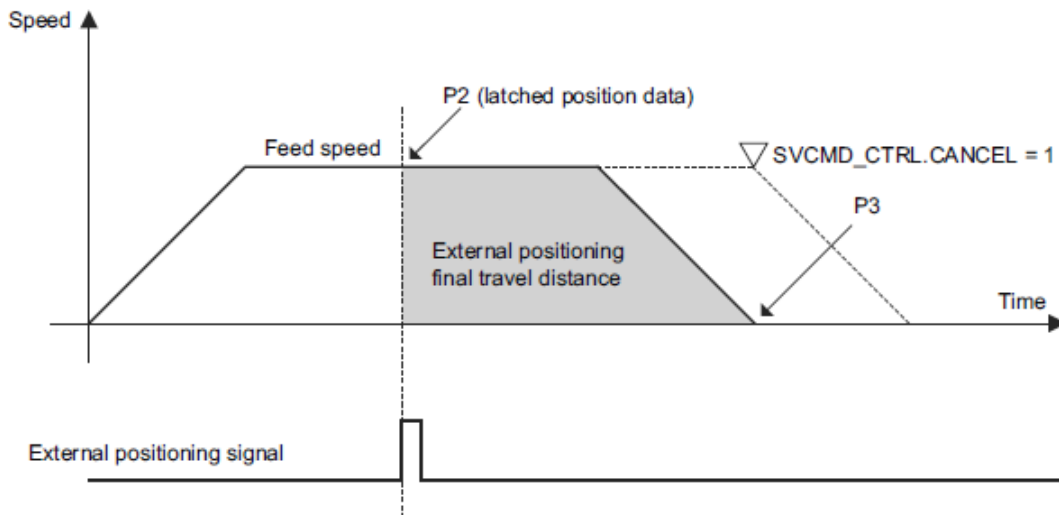 Speed
P2 (latched position data)
Feed speed
SVCMD_CTRL.CANCEL = 1
P3
External positioning
final travel distance
Time
External positioning signal